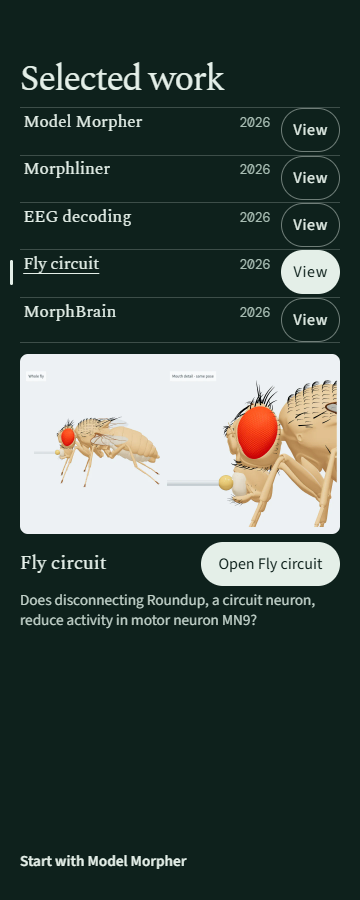 Selected work
Model Morpher 2026 View
Morphliner 2026 View
EEG decoding 2026 View
Fly circuit 2026 View
MorphBrain 2026 View
Whole fly
Mouth detail · same pose
Fly circuit
Open Fly circuit
Does disconnecting Roundup, a circuit neuron,
reduce activity in motor neuron MN9?
Start with Model Morpher